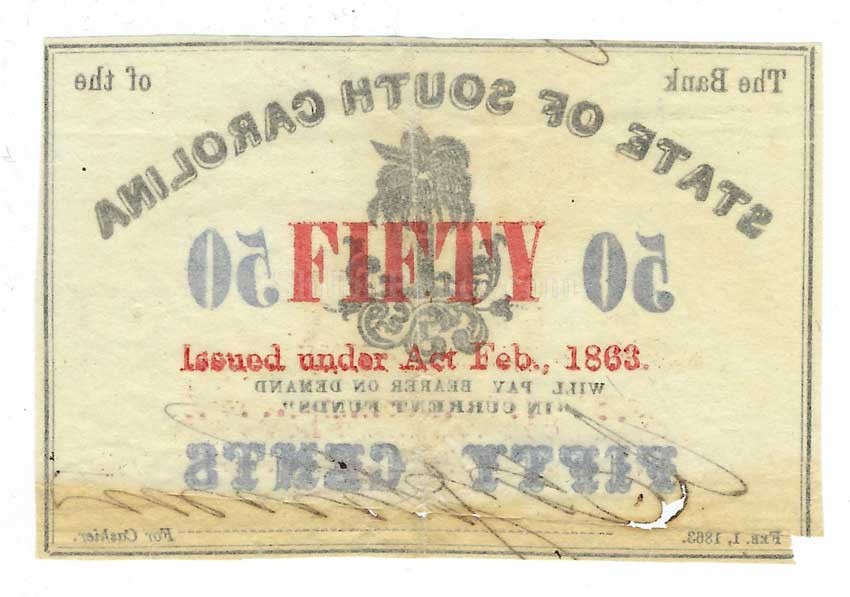 The Bank of the
STATE OF SOUTH CAROLINA
50 FIFTY 50
Issued under Act Feb., 1863.
WILL PAY BEARER ON DEMAND
"IN CURRENT FUNDS"
FIFTY CENTS
FEB. 1, 1863. For Cashier.